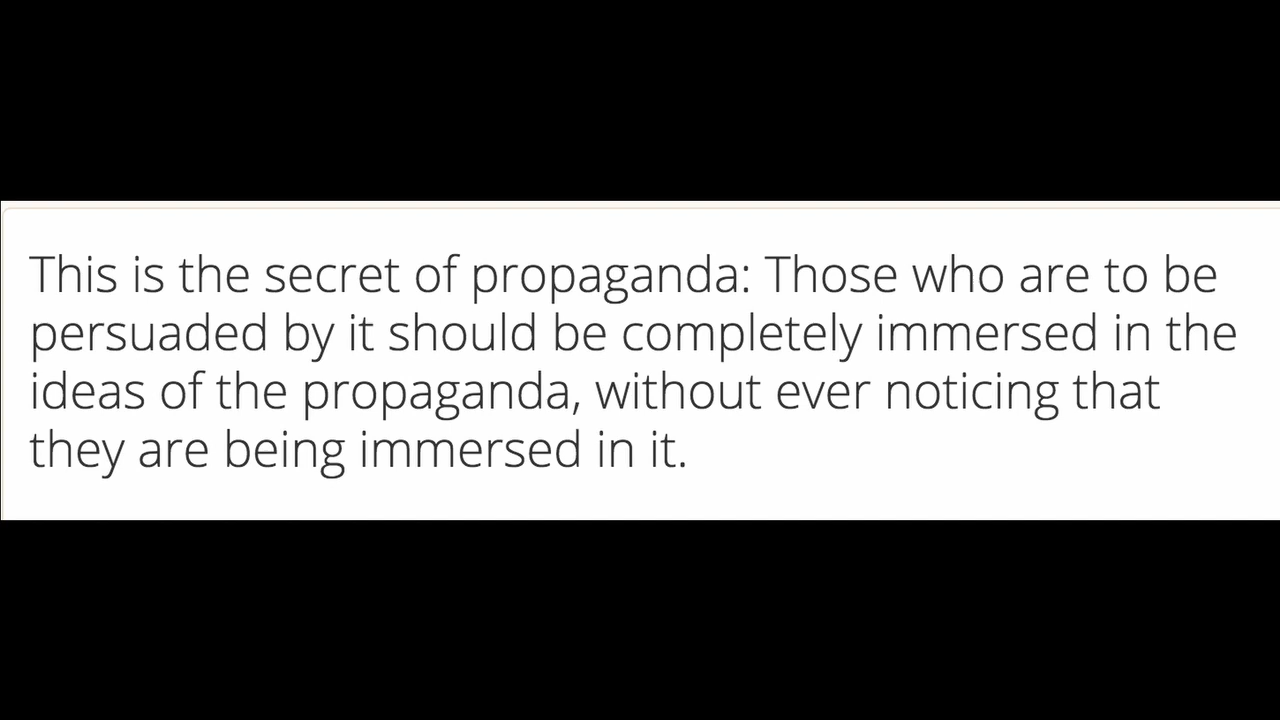 This is the secret of propaganda: Those who are to be
persuaded by it should be completely immersed in the
ideas of the propaganda, without ever noticing that
they are being immersed in it.